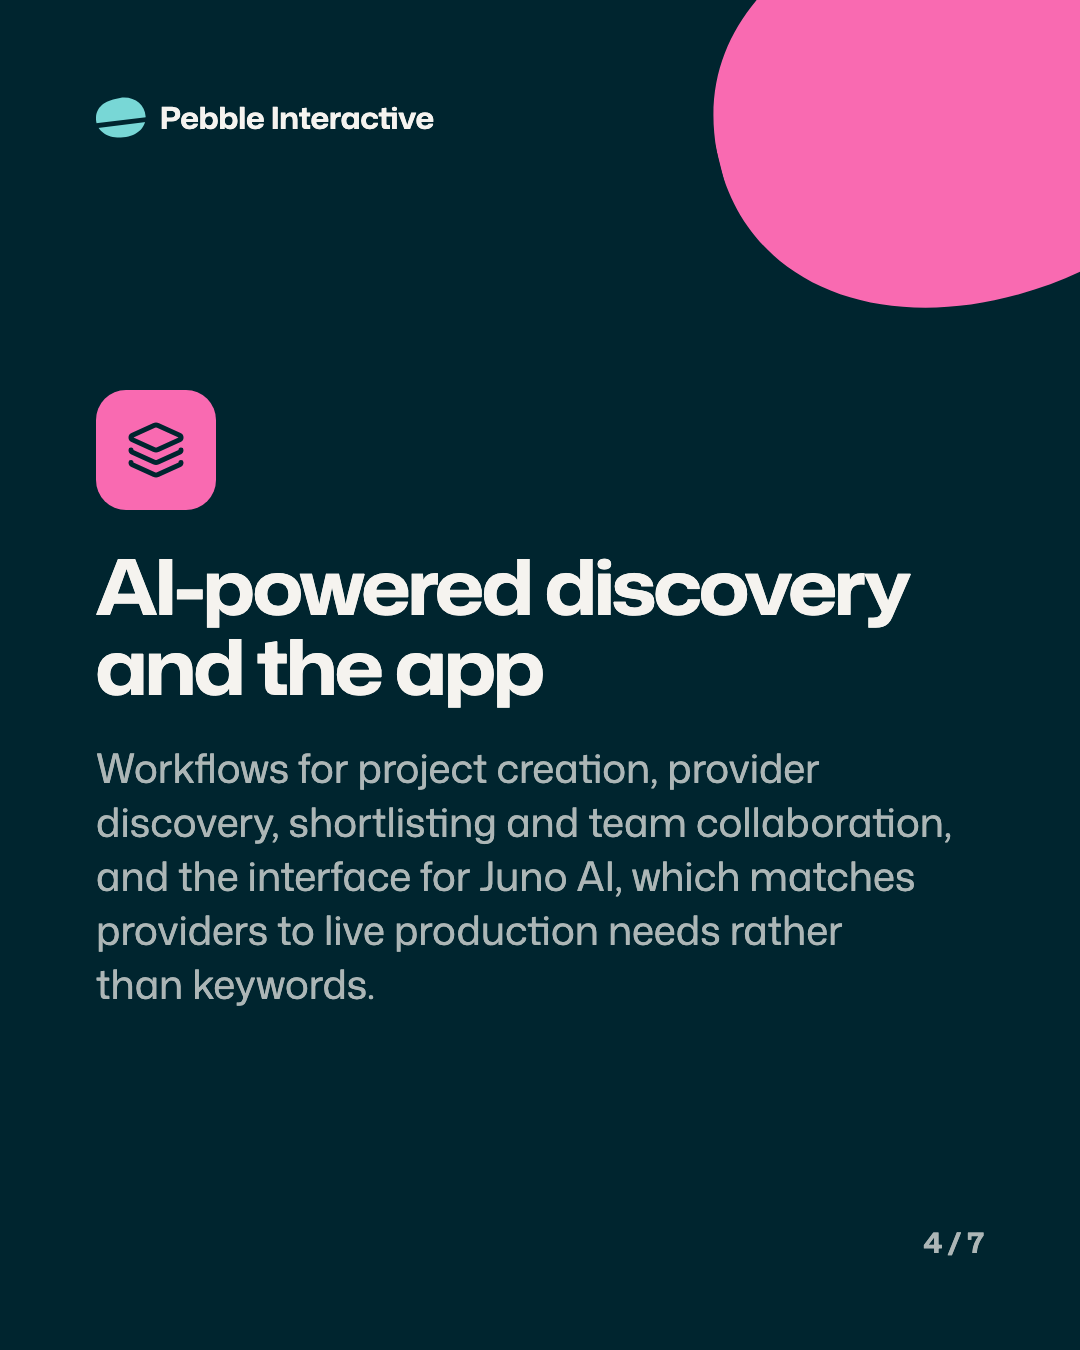 Pebble Interactive
AI-powered discovery
and the app
Workflows for project creation, provider
discovery, shortlisting and team collaboration,
and the interface for Juno AI, which matches
providers to live production needs rather
than keywords.
4 / 7